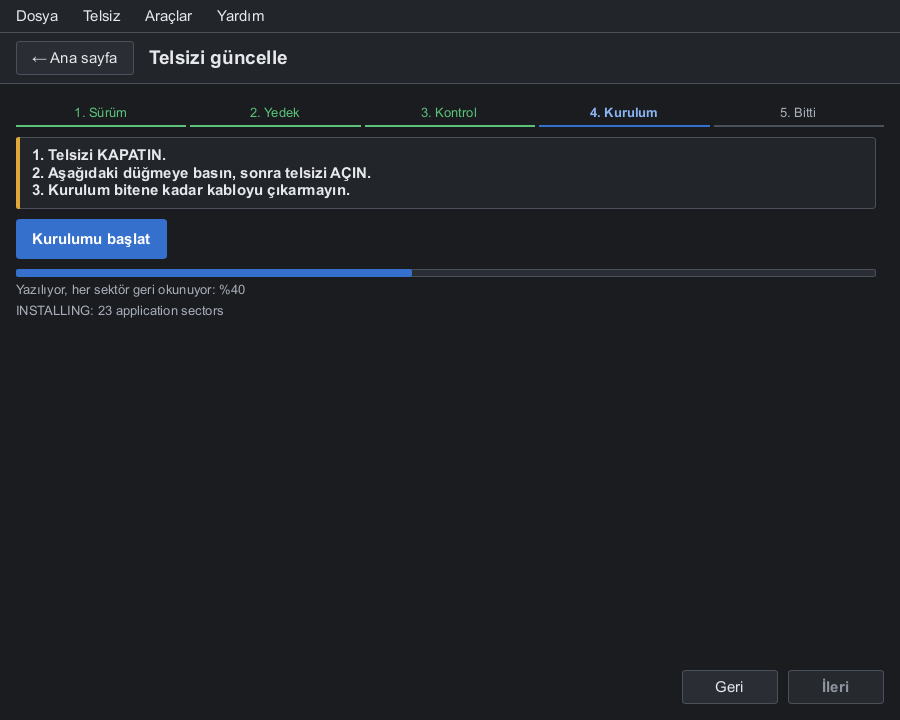 Dosya Telsiz Araçlar Yardım
← Ana sayfa Telsizi güncelle
1. Sürüm 2. Yedek 3. Kontrol 4. Kurulum 5. Bitti
1. Telsizi KAPATIN.
2. Aşağıdaki düğmeye basın, sonra telsizi AÇIN.
3. Kurulum bitene kadar kabloyu çıkarmayın.
Kurulumu başlat
Yazılıyor, her sektör geri okunuyor: %40
INSTALLING: 23 application sectors
Geri İleri